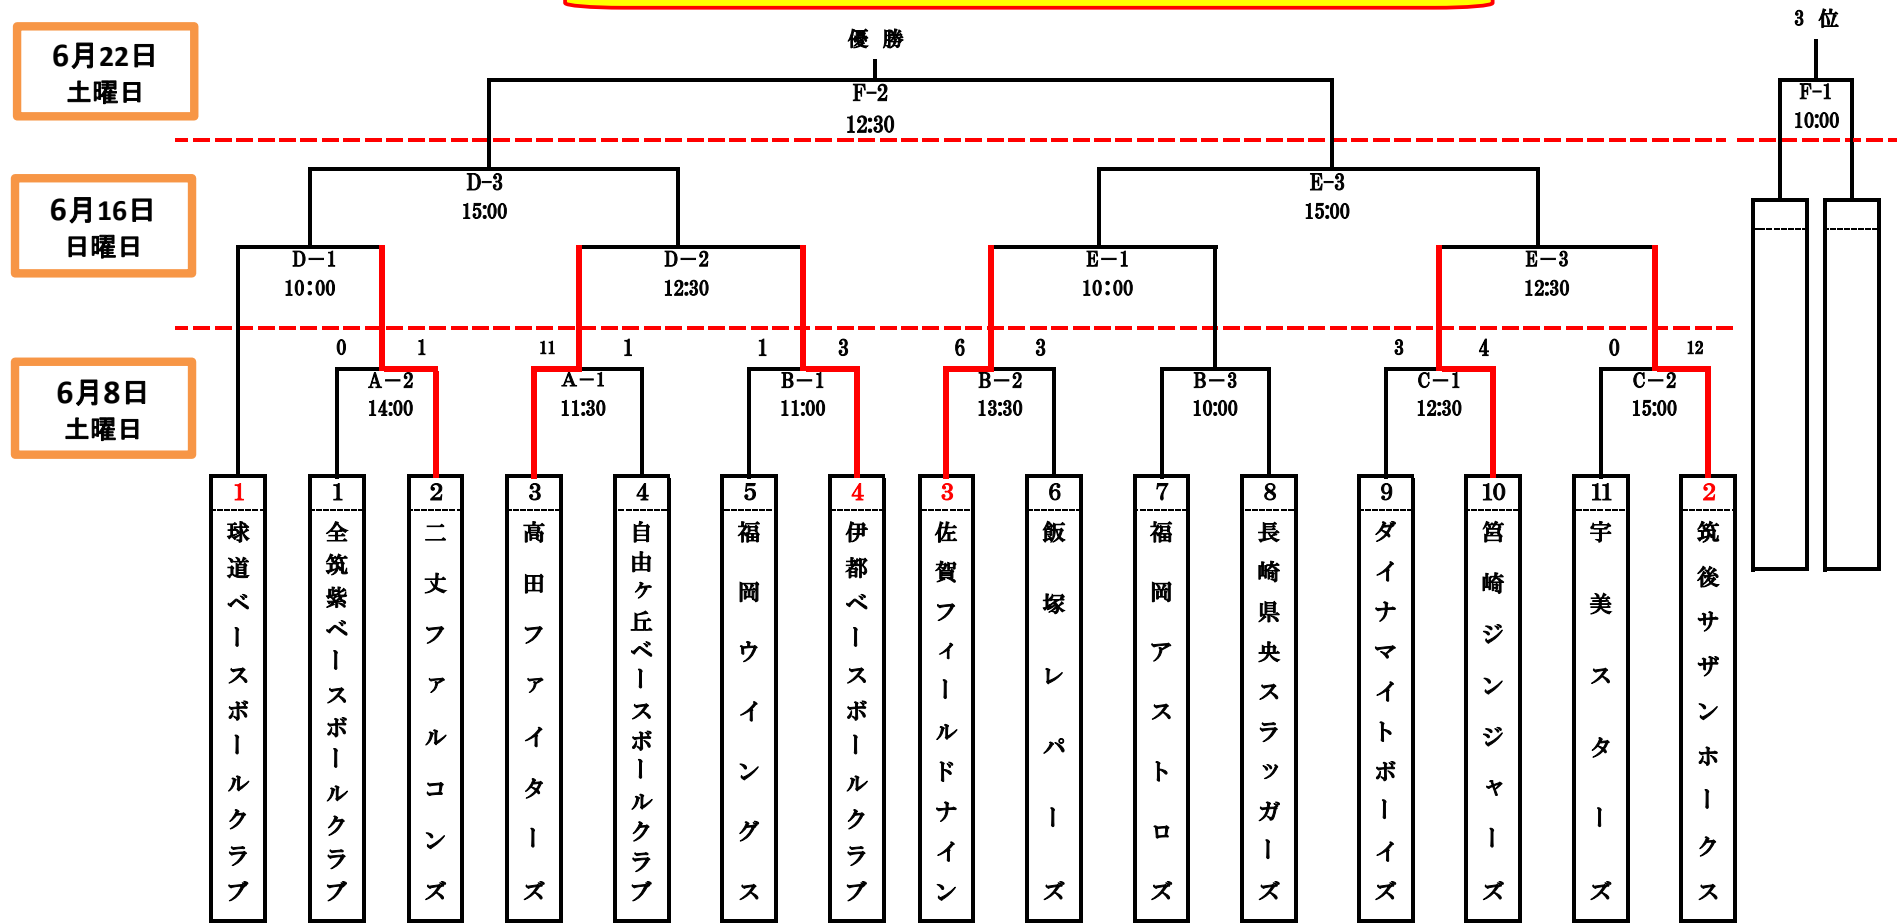 3 位
優 勝
6月22日
土曜日
F-2
12:30
F-1
10:00
6月16日
日曜日
D-3
15:00
E-3
15:00
D－1
10:00
D－2
12:30
E－1
10:00
E－3
12:30
0 1 11 1 1 3 6 3 3 4 0 12
6月8日
土曜日
A－2
14:00
A－1
11:30
B－1
11:00
B－2
13:30
B－3
10:00
C－1
12:30
C－2
15:00
1 1 2 3 4 5 4 3 6 7 8 9 10 11 2
球道ベースボールクラブ
全筑紫ベースボールクラブ
二丈ファルコンズ
高田ファイターズ
自由ヶ丘ベースボールクラブ
福岡ウイングス
伊都ベースボールクラブ
佐賀フィールドナイン
飯塚レパーズ
福岡アストロズ
長崎県央スラッガーズ
ダイナマイトボーイズ
筥崎ジンジャーズ
宇美スターズ
筑後サザンホークス